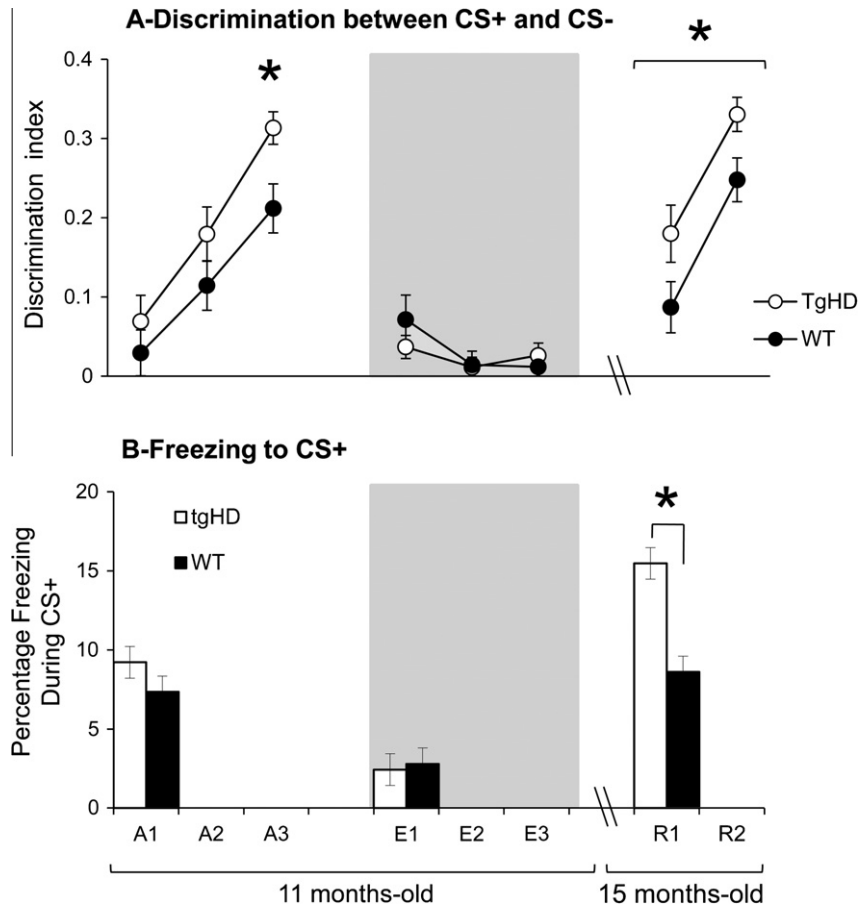 A-Discrimination between CS+ and CS-
*
*
0.4
0.3
0.2
0.1
0
Discrimination index
TgHD
WT
B-Freezing to CS+
20
15
10
5
0
Percentage Freezing
During CS+
tgHD
WT
*
A1 A2 A3 E1 E2 E3 R1 R2
11 months-old 15 months-old